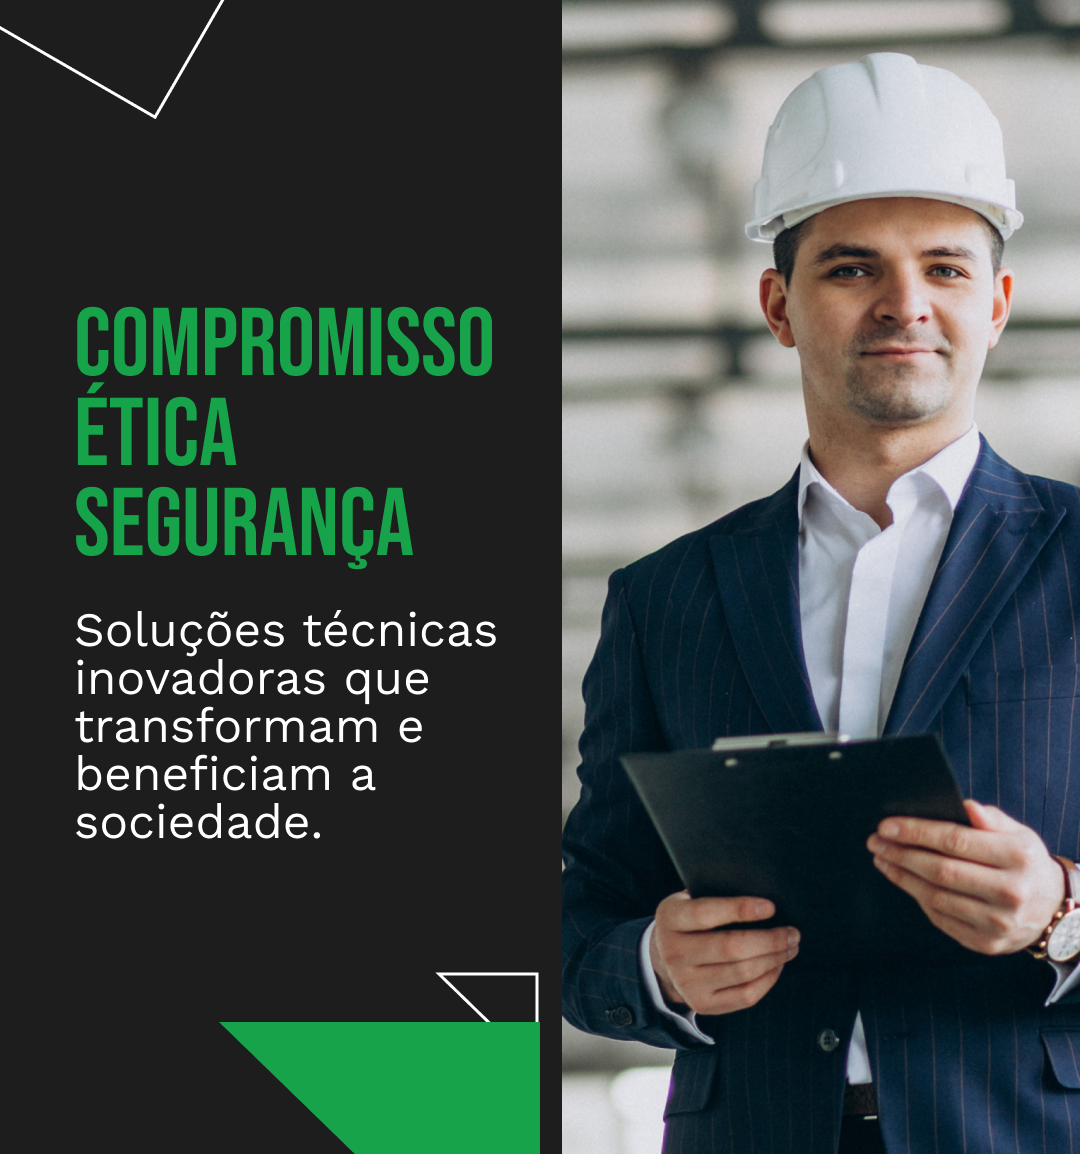 COMPROMISSO
ÉTICA
SEGURANÇA
Soluções técnicas
inovadoras que
transformam e
beneficiam a
sociedade.